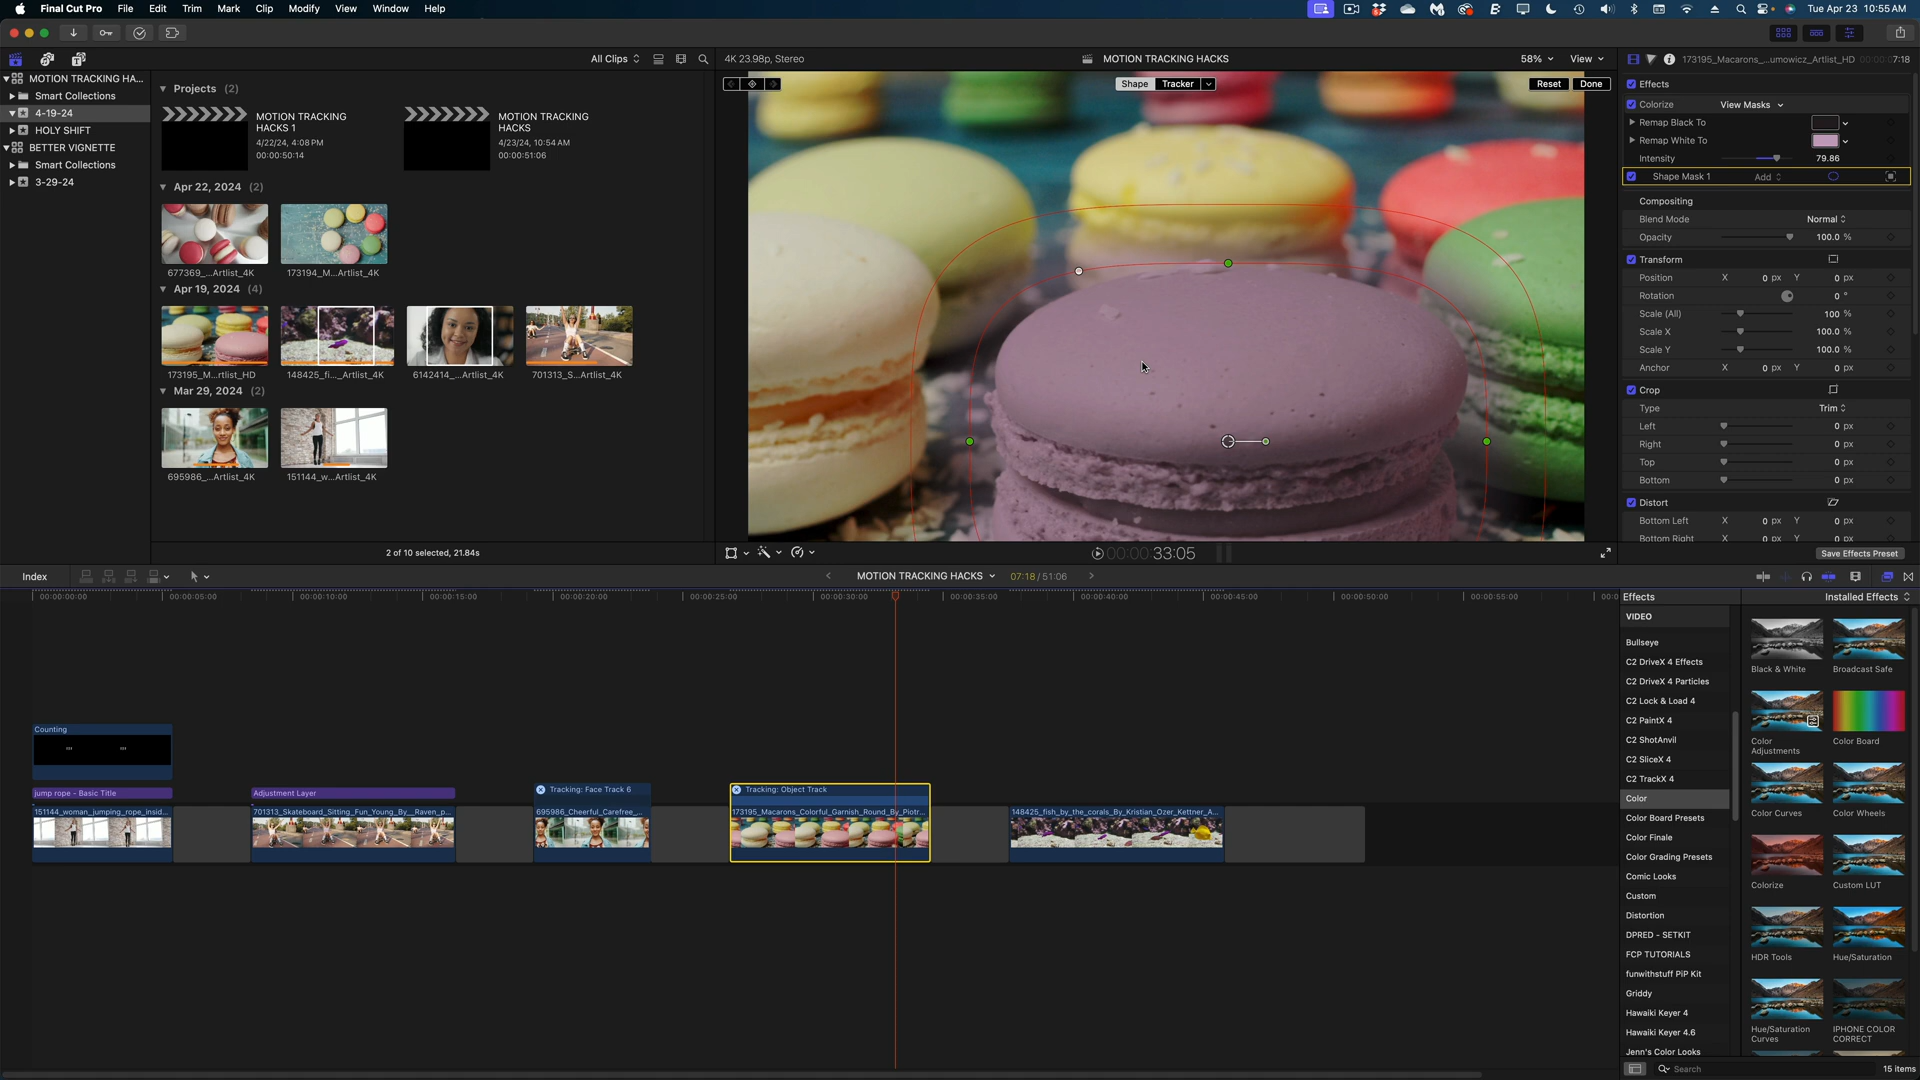 Final Cut Pro File Edit Trim Mark Clip Modify View Window Help
Tue Apr 23 10:55 AM
All Clips
4K 23.98p, Stereo
MOTION TRACKING HACKS
58%
View
173195_Macarons_...umowicz_Artlist_HD
7:18
MOTION TRACKING HA...
Smart Collections
4-19-24
HOLY SHIFT
BETTER VIGNETTE
Smart Collections
3-29-24
Projects (2)
MOTION TRACKING
HACKS 1
4/22/24, 4:08 PM
00:00:50:14
MOTION TRACKING
HACKS
4/23/24, 10:54 AM
00:00:51:06
Apr 22, 2024 (2)
677369_...Artlist_4K
173194_M...Artlist_4K
Apr 19, 2024 (4)
173195_M...rtlist_HD
148425_fi..._Artlist_4K
6142414_...Artlist_4K
701313_S...Artlist_4K
Mar 29, 2024 (2)
695986_...Artlist_4K
151144_w...Artlist_4K
2 of 10 selected, 21.84s
Shape
Tracker
Reset
Done
00:00:33:05
Effects
Colorize
View Masks
Remap Black To
Remap White To
Intensity
79.86
Shape Mask 1
Add
Compositing
Blend Mode
Normal
Opacity
100.0 %
Transform
Position X 0 px Y 0 px
Rotation
0 °
Scale (All)
100 %
Scale X
100.0 %
Scale Y
100.0 %
Anchor X 0 px Y 0 px
Crop
Type
Trim
Left
0 px
Right
0 px
Top
0 px
Bottom
0 px
Distort
Bottom Left X 0 px Y 0 px
Bottom Right X 0 px Y 0 px
Save Effects Preset
Index
MOTION TRACKING HACKS
07:18 / 51:06
00:00:00:00
00:00:05:00
00:00:10:00
00:00:15:00
00:00:20:00
00:00:25:00
00:00:30:00
00:00:35:00
00:00:40:00
00:00:45:00
00:00:50:00
00:00:55:00
Counting
jump rope - Basic Title
151144_woman_jumping_rope_insid...
Adjustment Layer
701313_Skateboard_Sitting_Fun_Young_By__Raven_p...
Tracking: Face Track 6
695986_Cheerful_Carefree_...
Tracking: Object Track
173195_Macarons_Colorful_Garnish_Round_By_Piotr...
148425_fish_by_the_corals_By_Kristian_Ozer_Kettner_A...
Effects
Installed Effects
VIDEO
Bullseye
C2 DriveX 4 Effects
C2 DriveX 4 Particles
C2 Lock & Load 4
C2 PaintX 4
C2 ShotAnvil
C2 SliceX 4
C2 TrackX 4
Color
Color Board Presets
Color Finale
Color Grading Presets
Comic Looks
Custom
Distortion
DPRED - SETKIT
FCP TUTORIALS
funwithstuff PiP Kit
Griddy
Hawaiki Keyer 4
Hawaiki Keyer 4.6
Jenn's Color Looks
Black & White
Broadcast Safe
Color
Adjustments
Color Board
Color Curves
Color Wheels
Colorize
Custom LUT
HDR Tools
Hue/Saturation
Hue/Saturation
Curves
IPHONE COLOR
CORRECT
Search
15 items